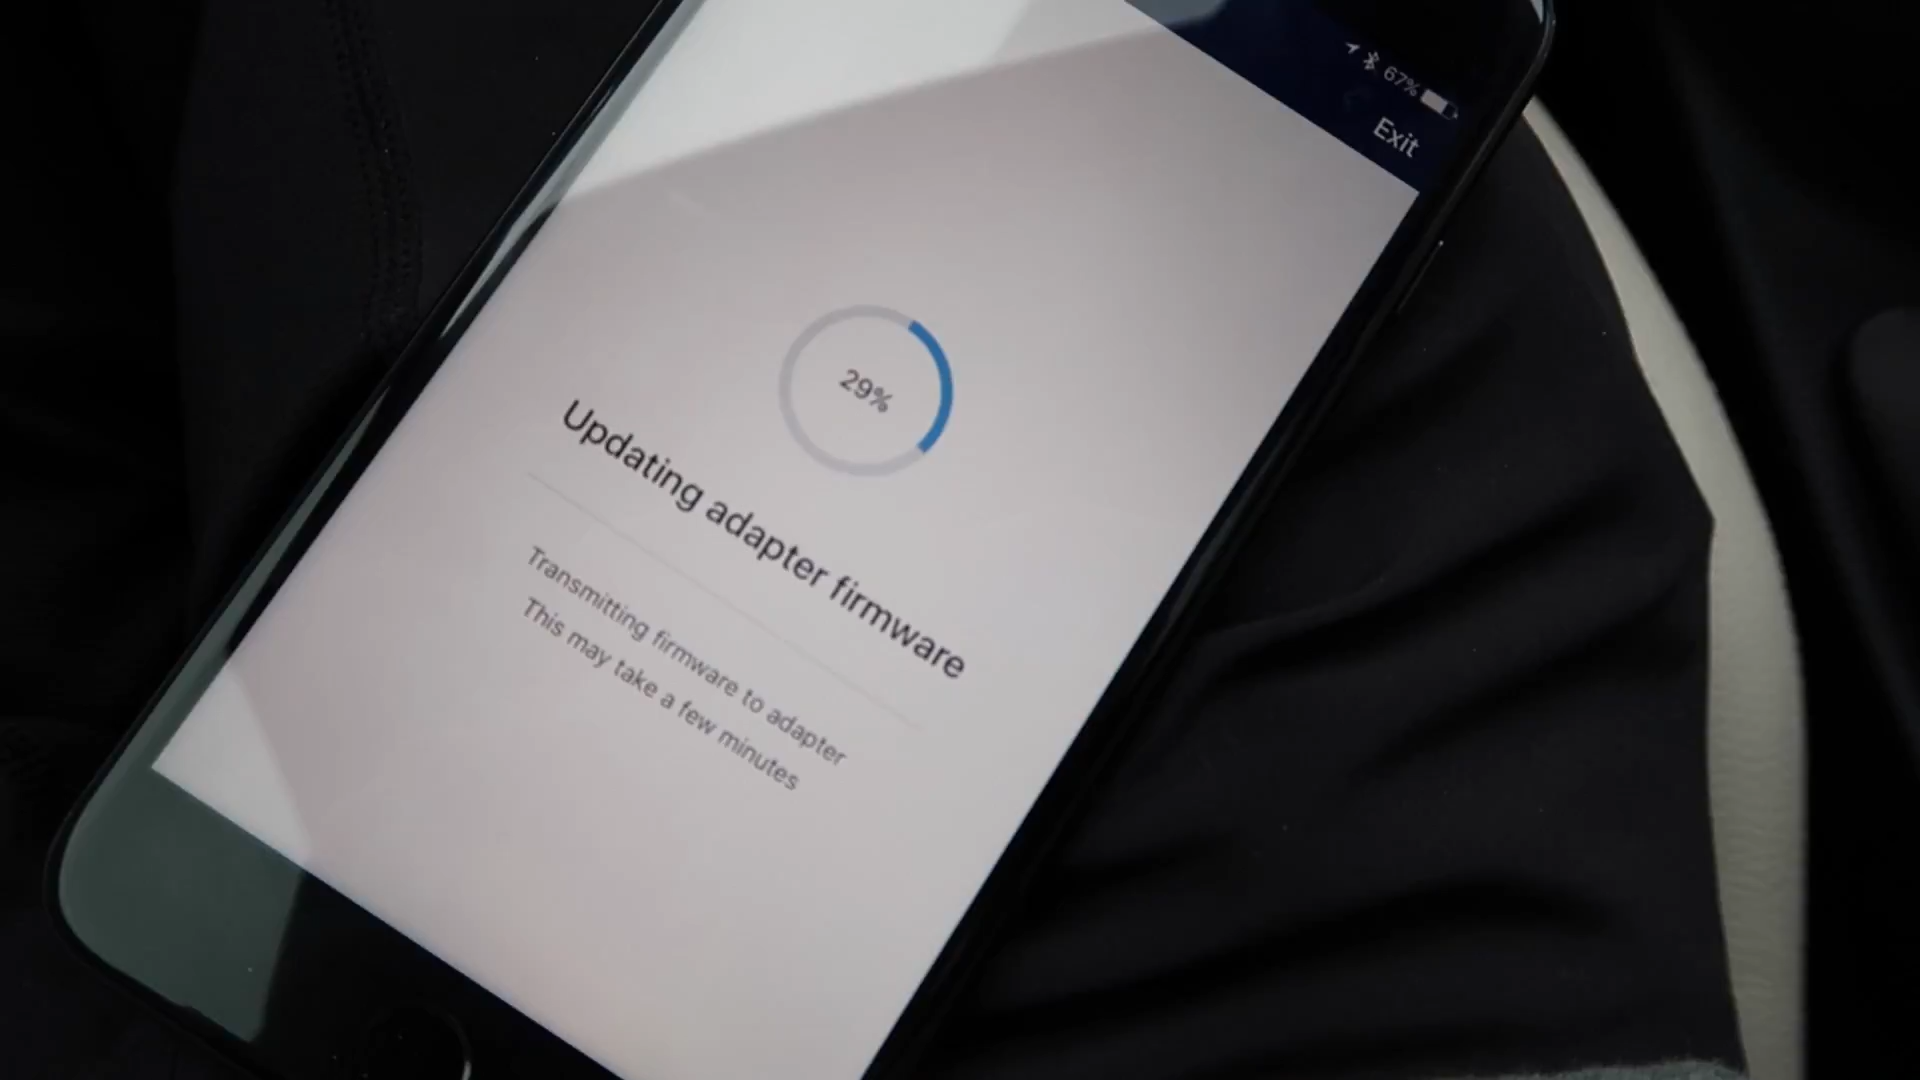 67%
Exit
29%
Updating adapter firmware
Transmitting firmware to adapter
This may take a few minutes